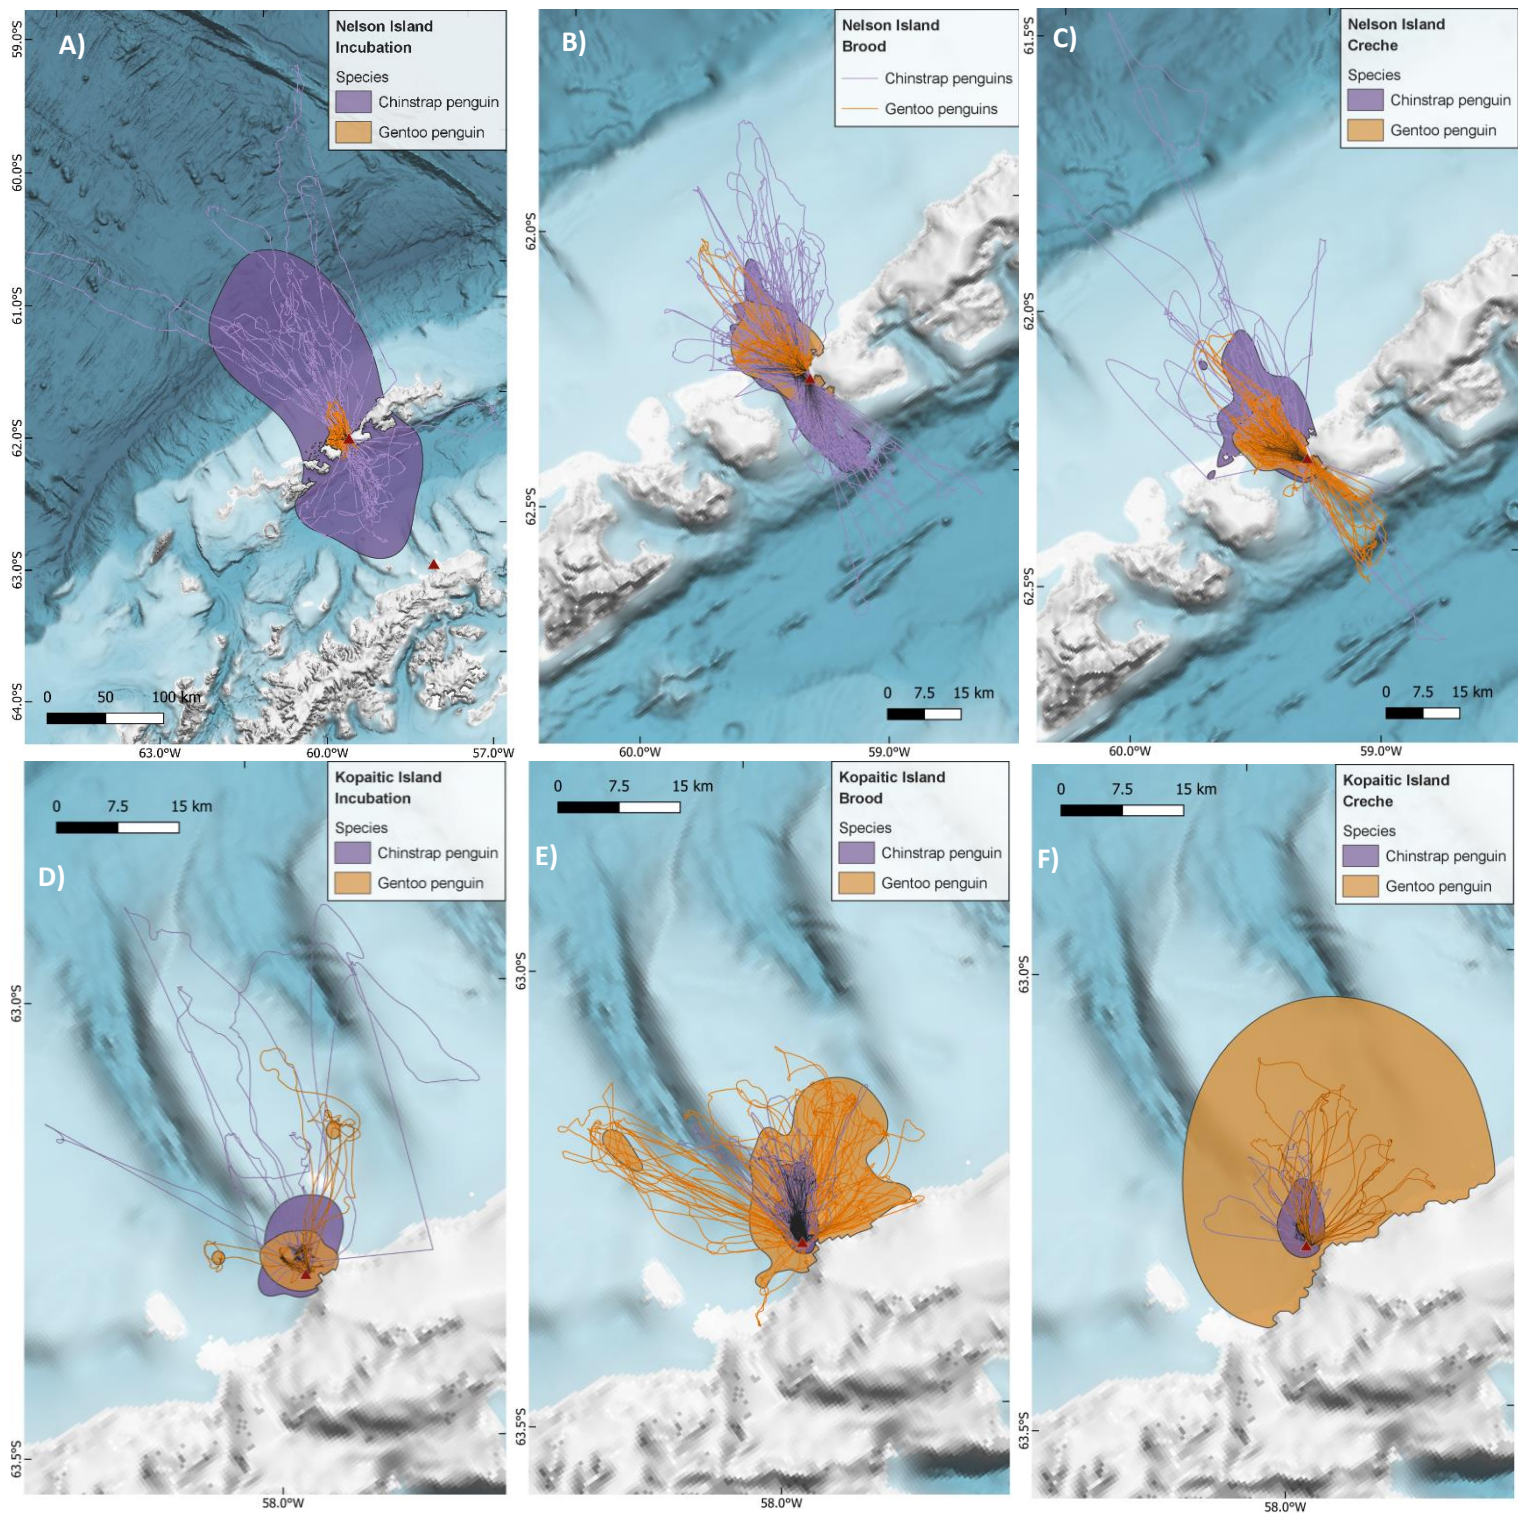 A)
Nelson Island
Incubation
Species
Chinstrap penguin
Gentoo penguin
59.0°S
60.0°S
61.0°S
62.0°S
63.0°S
64.0°S
0 50 100 km
63.0°W 60.0°W 57.0°W
B)
Nelson Island
Brood
Chinstrap penguins
Gentoo penguins
62.0°S
62.5°S
0 7.5 15 km
60.0°W 59.0°W
C)
Nelson Island
Creche
Species
Chinstrap penguin
Gentoo penguin
61.5°S
62.0°S
62.5°S
0 7.5 15 km
60.0°W 59.0°W
D)
0 7.5 15 km
Kopaitic Island
Incubation
Species
Chinstrap penguin
Gentoo penguin
63.0°S
63.5°S
58.0°W
E)
0 7.5 15 km
Kopaitic Island
Brood
Species
Chinstrap penguin
Gentoo penguin
63.0°S
63.5°S
58.0°W
F)
0 7.5 15 km
Kopaitic Island
Creche
Species
Chinstrap penguin
Gentoo penguin
63.0°S
63.5°S
58.0°W